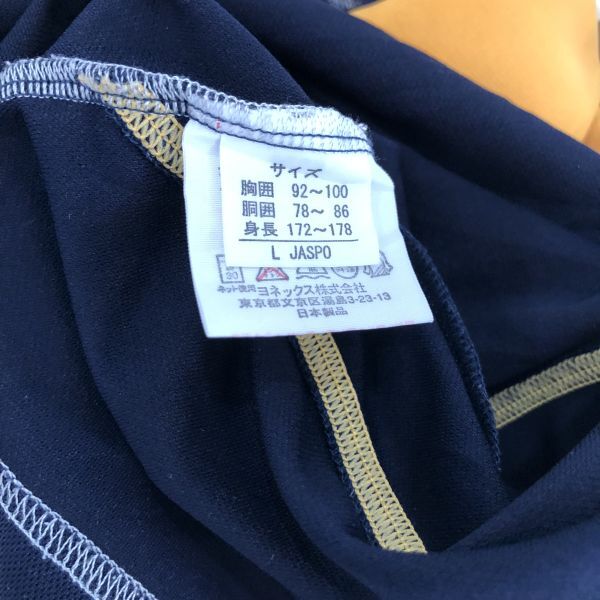 サイズ
胸囲 92～100
胴囲 78～ 86
身長 172～178
L JASPO
30
ネット使用 ヨネックス株式会社
東京都文京区湯島3-23-13
日本製品